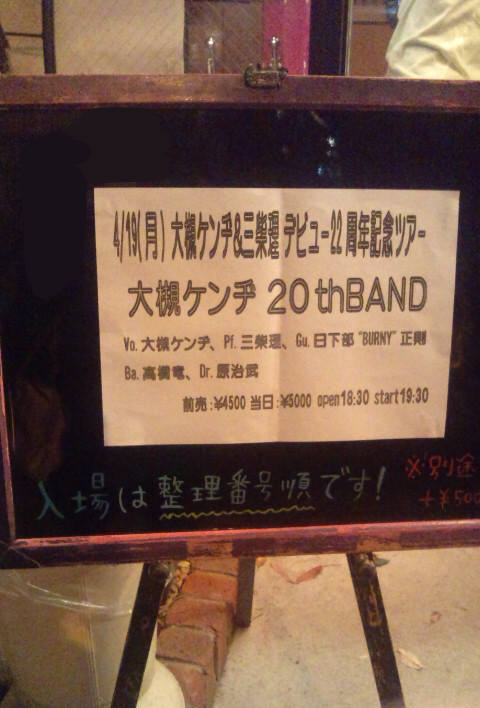 4/19(月) 大槻ケンヂ&三柴理 デビュー22 周年記念ツアー
大槻ケンヂ 20thBAND
Vo. 大槻ケンヂ、Pf. 三柴理、Gu. 日下部 "BURNY" 正則
Ba. 高橋竜、Dr. 原治武
前売:¥4500 当日:¥5000 open18:30 start19:30
入場は整理番号順です!
※別途
+¥500